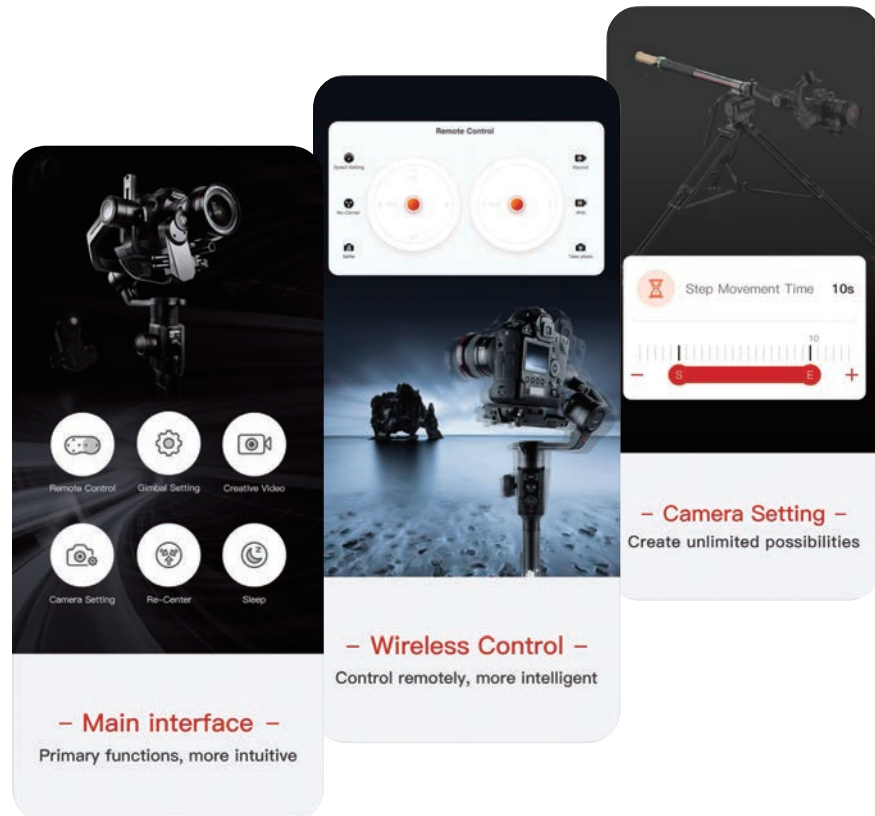 Remote Control
Gimbal Setting
Creative Video
Camera Setting
Re-Center
Sleep
- Main interface -
Primary functions, more intuitive
Remote Control
Speed Setting
Record
Re-Center
Selfie
Take photo
- Wireless Control -
Control remotely, more intelligent
Step Movement Time 10s
10
- S E +
- Camera Setting -
Create unlimited possibilities